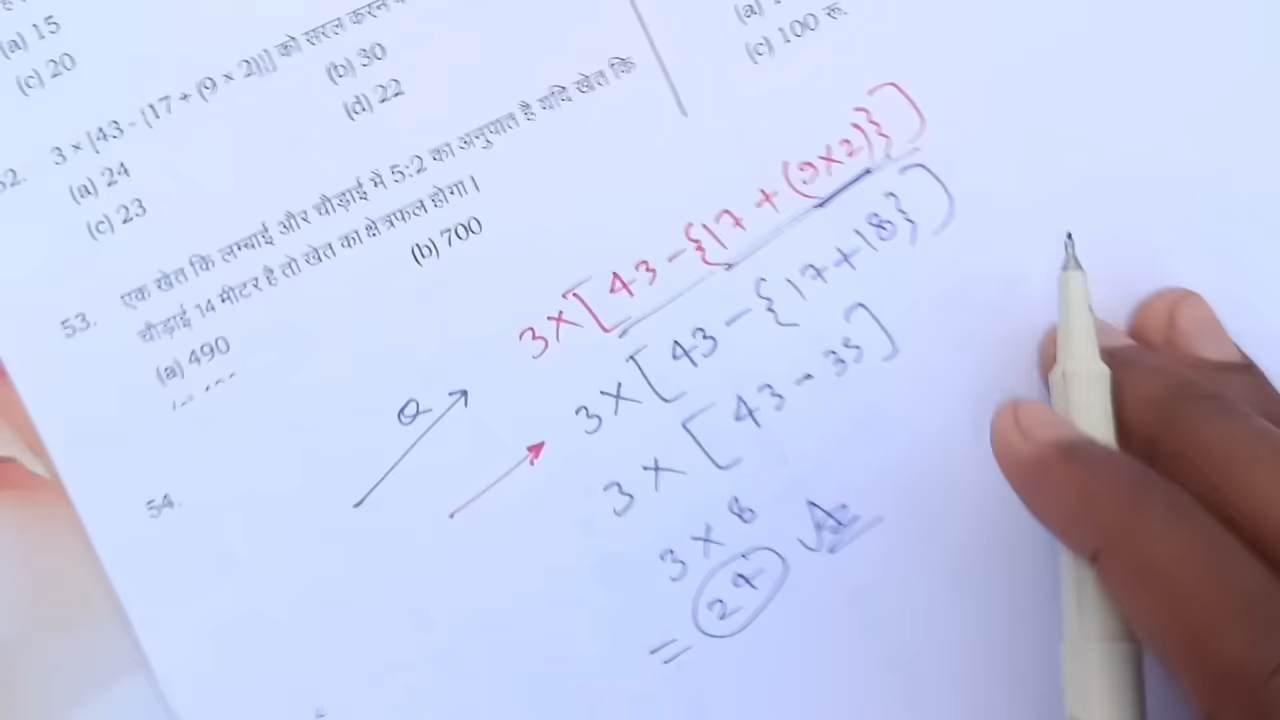 (a) 15
(c) 20
52. 3 × [43 - {17 + (9 × 2)}] को सरल करने
(b) 30
(a) 24
(d) 22
(c) 23
53. एक खेत कि लम्बाई और चौड़ाई में 5:2 का अनुपात है यदि खेत कि
चौड़ाई 14 मीटर है तो खेत का क्षेत्रफल होगा।
(a) 490
(b) 700
54.
(a)
(c) 100 रू
3×[43-{17+(9×2)}]
3×[43-{17+18}]
3×[43-35]
3×8
=24